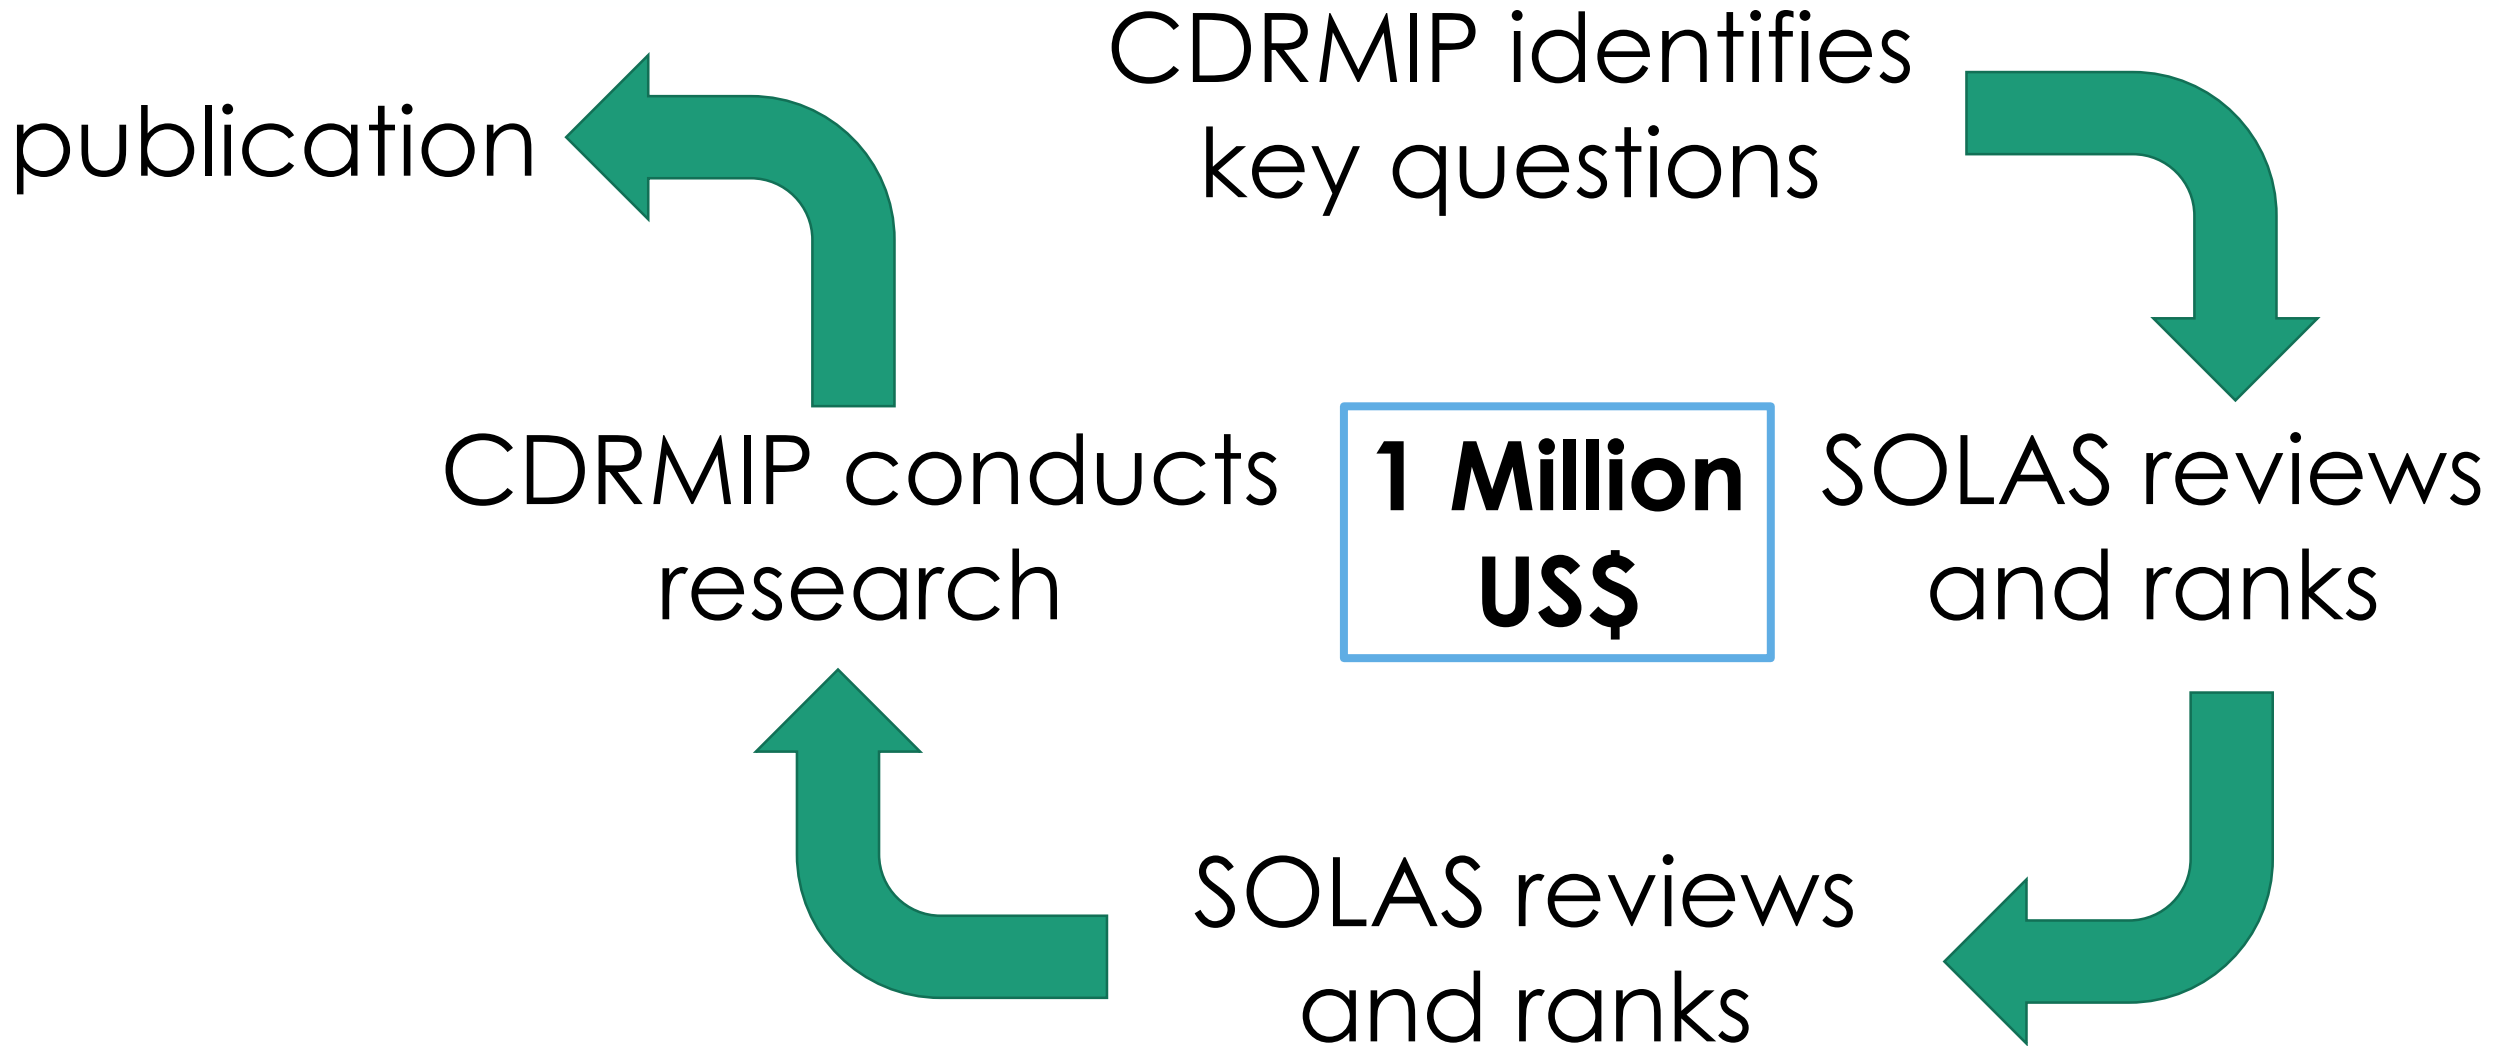 CDRMIP identifies
key questions
publication
CDRMIP conducts
research
1 Million
US$
SOLAS reviews
and ranks
SOLAS reviews
and ranks